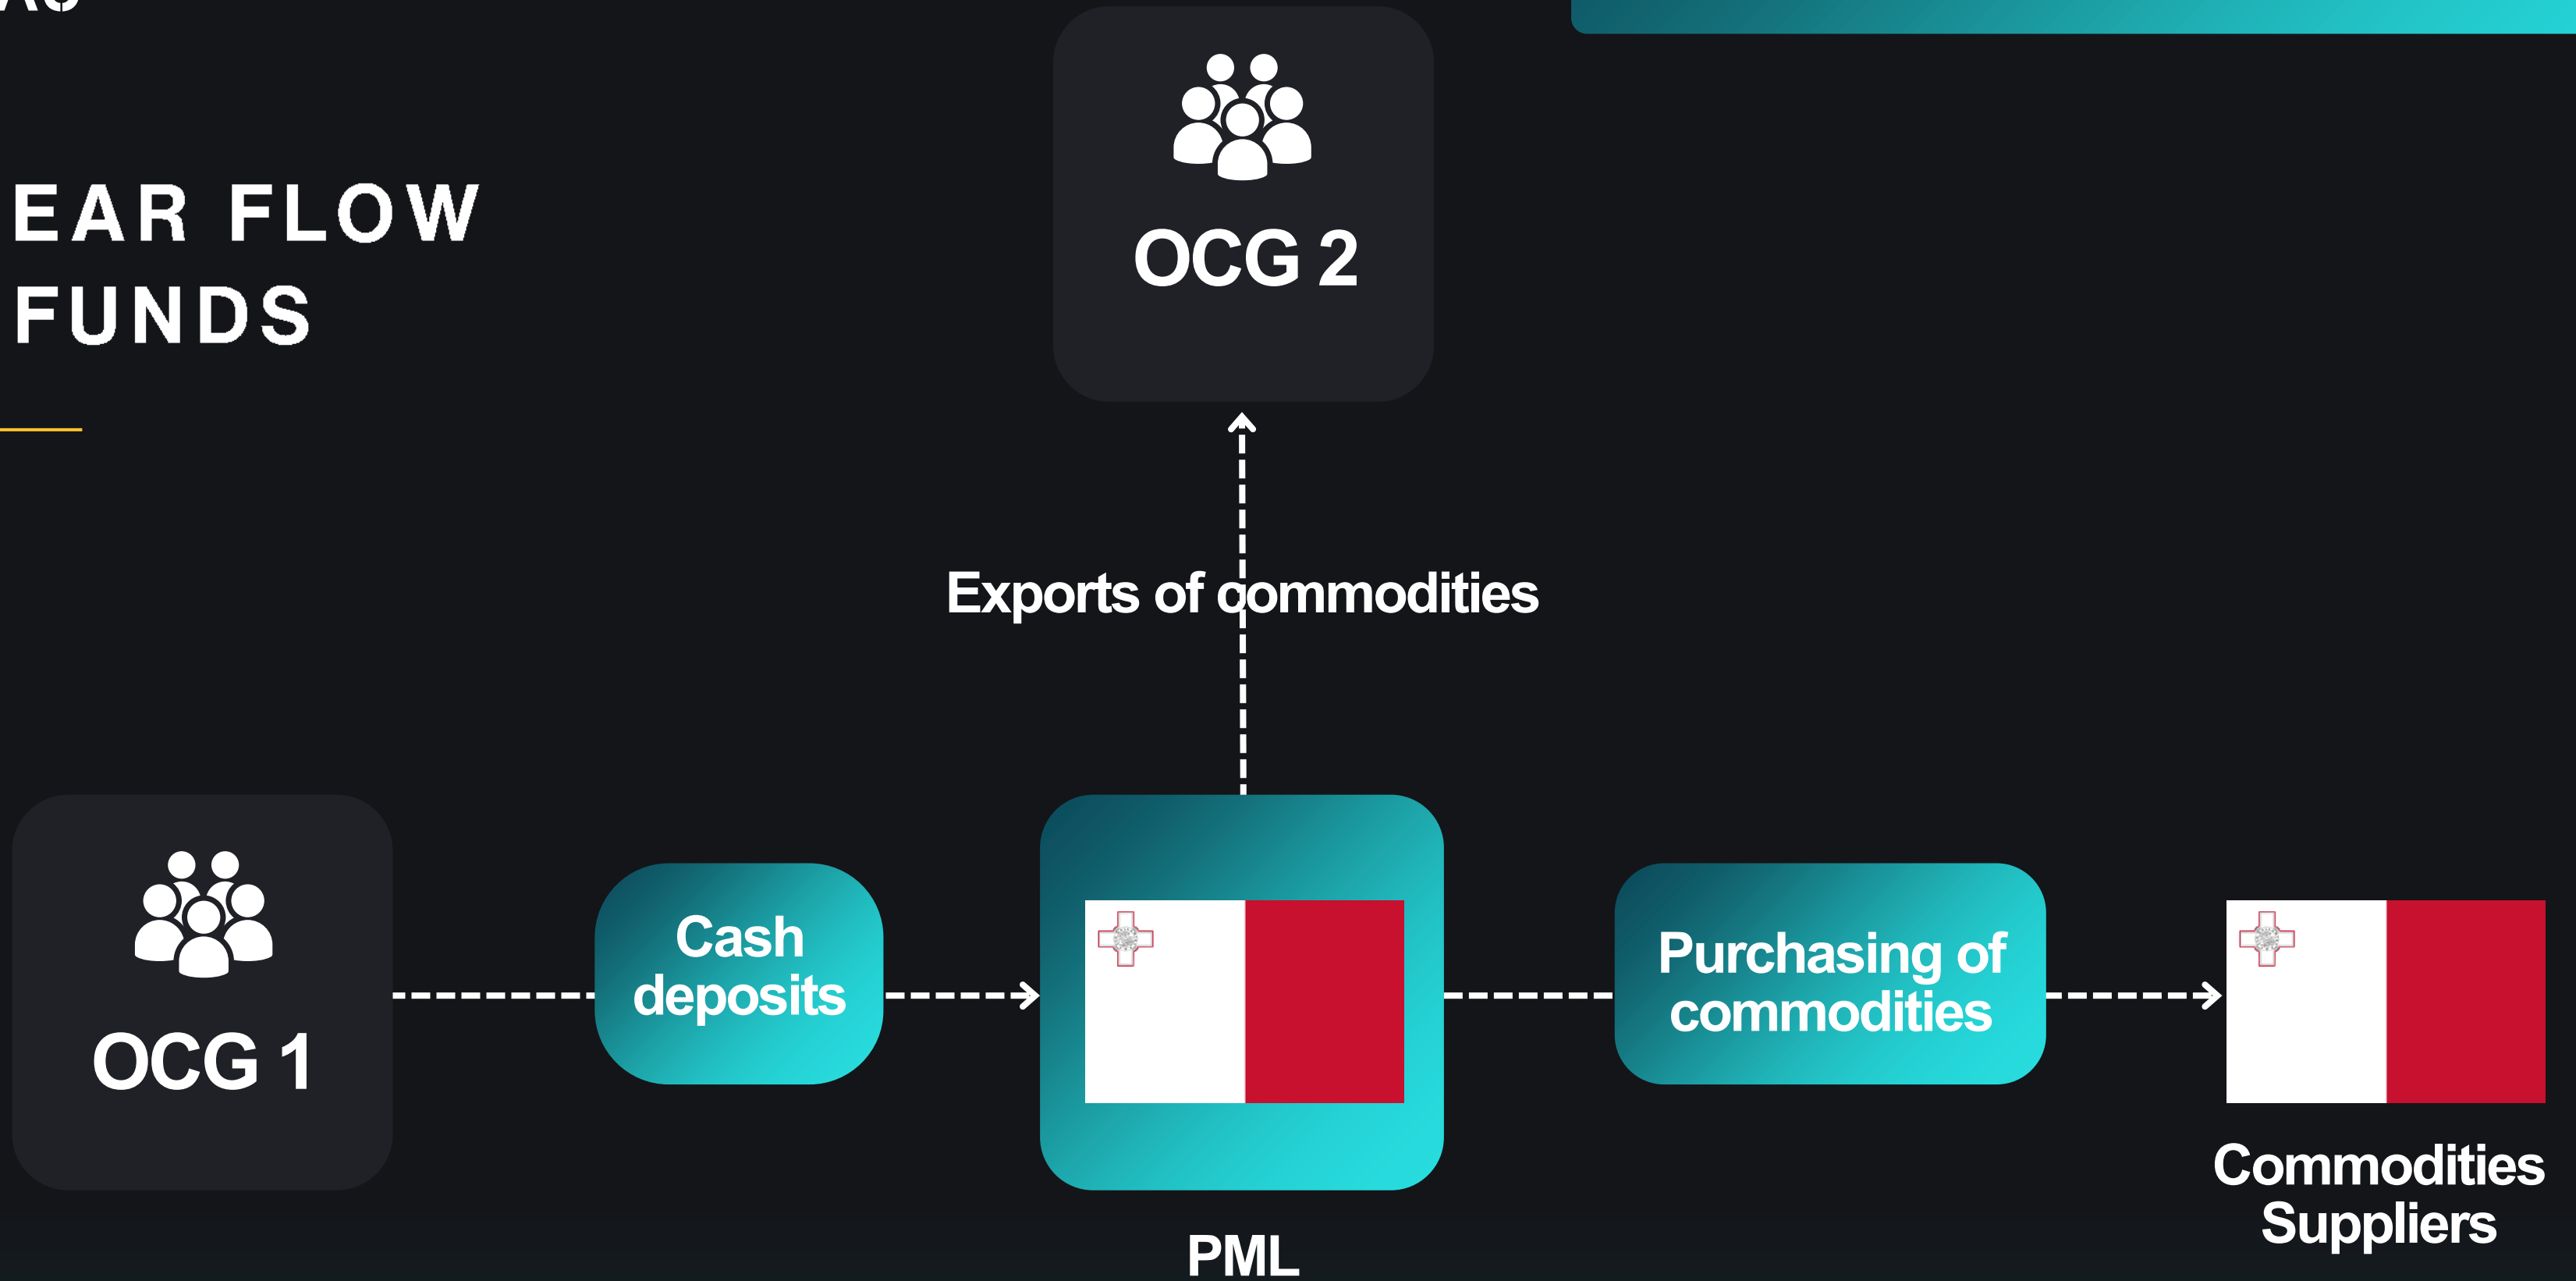 EAR FLOW
FUNDS
OCG 2
Exports of commodities
OCG 1
Cash
deposits
Purchasing of
commodities
PML
Commodities
Suppliers